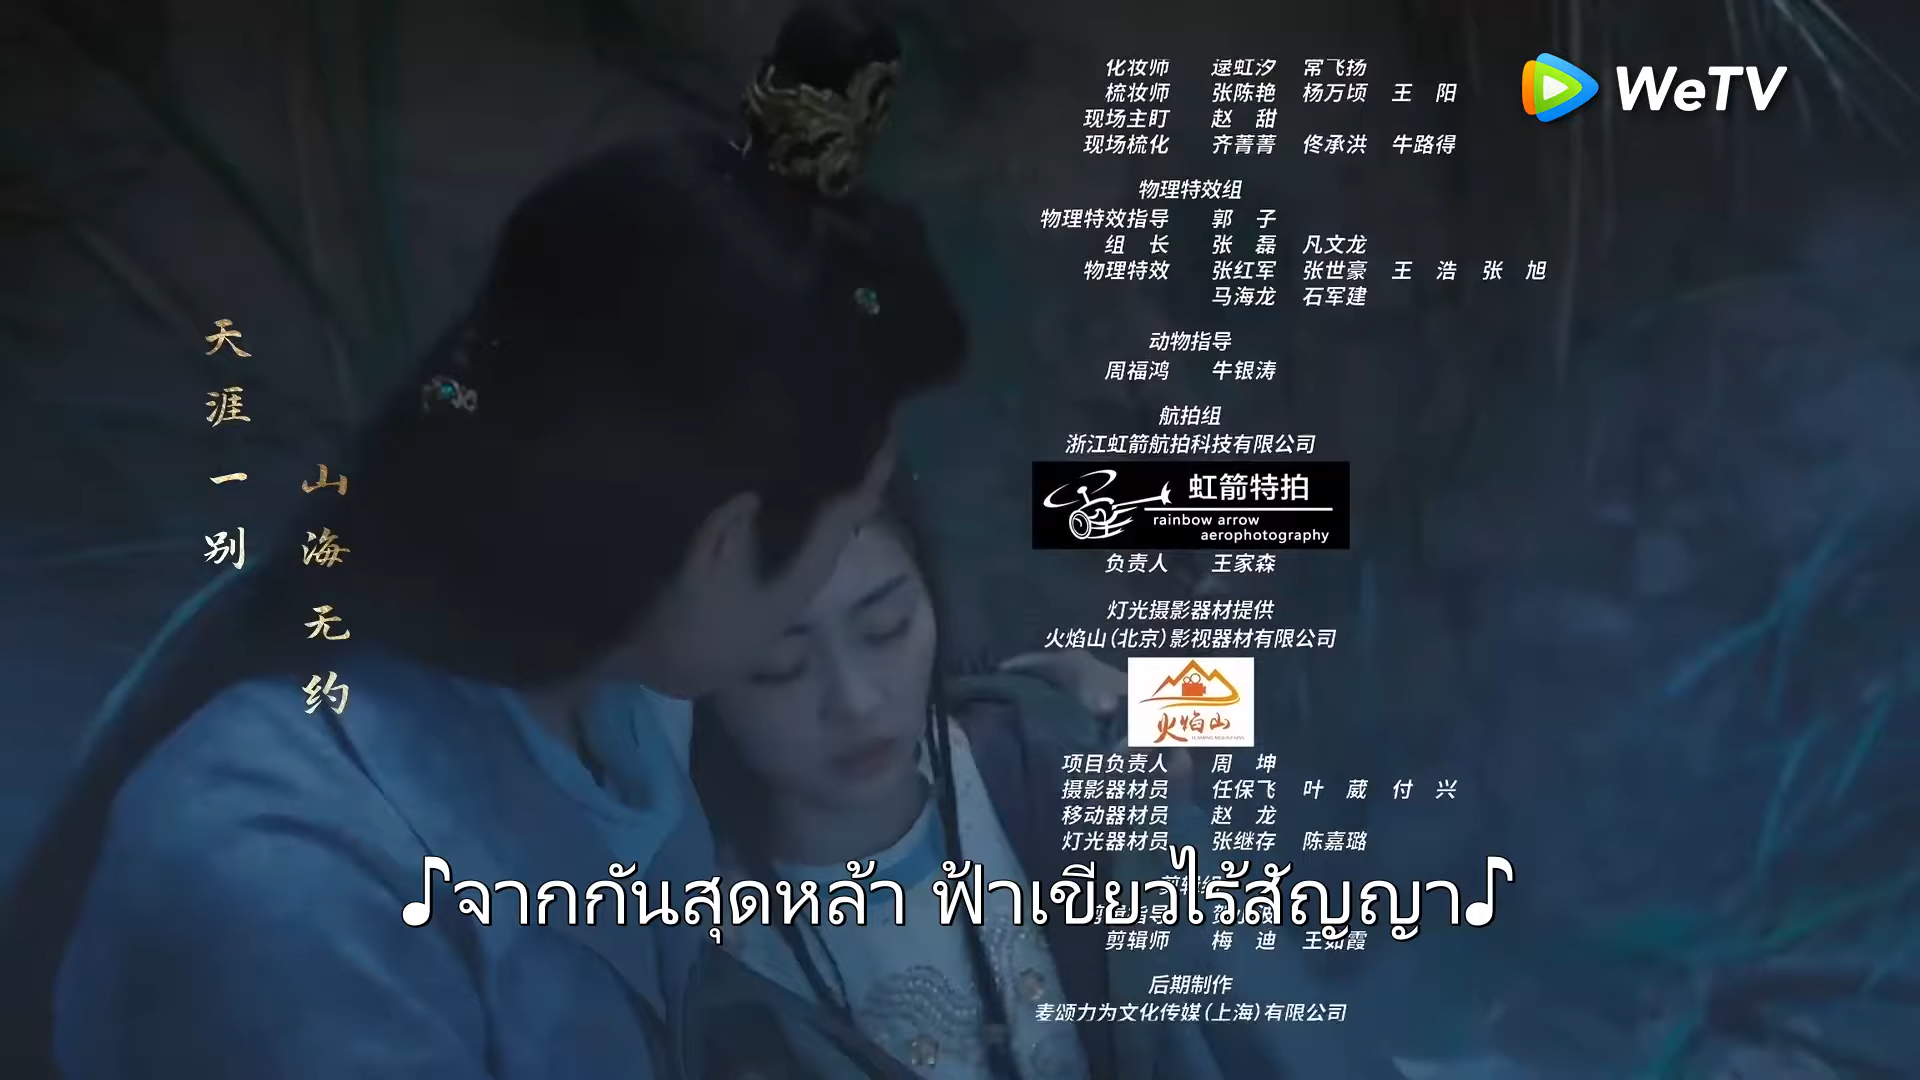 天涯一别
山海无约
WeTV
化妆师 逯虹汐 常飞扬
梳妆师 张陈艳 杨万顷 王 阳
现场主盯 赵 甜
现场梳化 齐菁菁 佟承洪 牛路得
物理特效组
物理特效指导 郭 子
组 长 张 磊 凡文龙
物理特效 张红军 张世豪 王 浩 张 旭
马海龙 石军建
动物指导
周福鸿 牛银涛
航拍组
浙江虹箭航拍科技有限公司
虹箭特拍
rainbow arrow
aerophotography
负责人 王家森
灯光摄影器材提供
火焰山(北京)影视器材有限公司
火焰山
项目负责人 周 坤
摄影器材员 任保飞 叶 葳 付 兴
移动器材员 赵 龙
灯光器材员 张继存 陈嘉璐
♪จากกันสุดหล้า ฟ้าเขียวไร้สัญญา♪
剪辑师 梅 迪 王如霞
后期制作
麦颂力为文化传媒(上海)有限公司